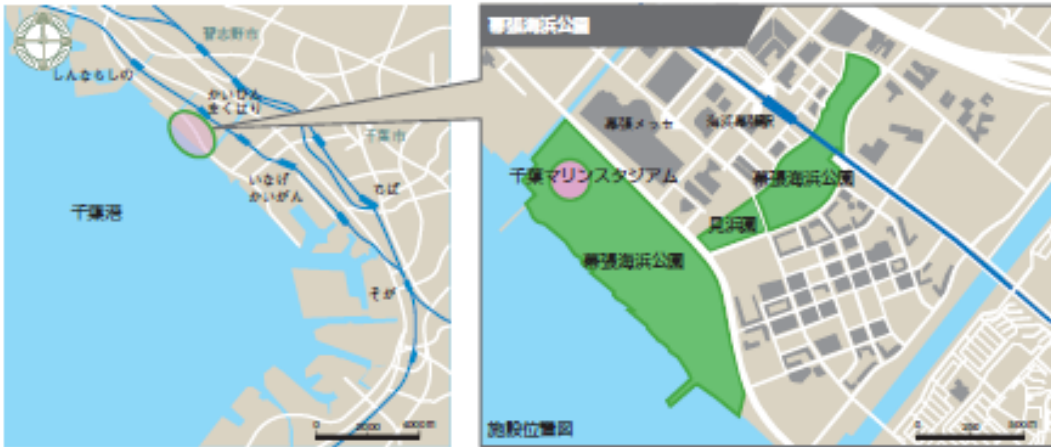 習志野市
しんならしの
かいひん
まくはり
千葉市
いなげ
かいがん
ちば
千葉港
そが
0 2000 4000m
幕張海浜公園
幕張メッセ
海浜幕張駅
千葉マリンスタジアム
幕張海浜公園
見浜園
幕張海浜公園
施設位置図